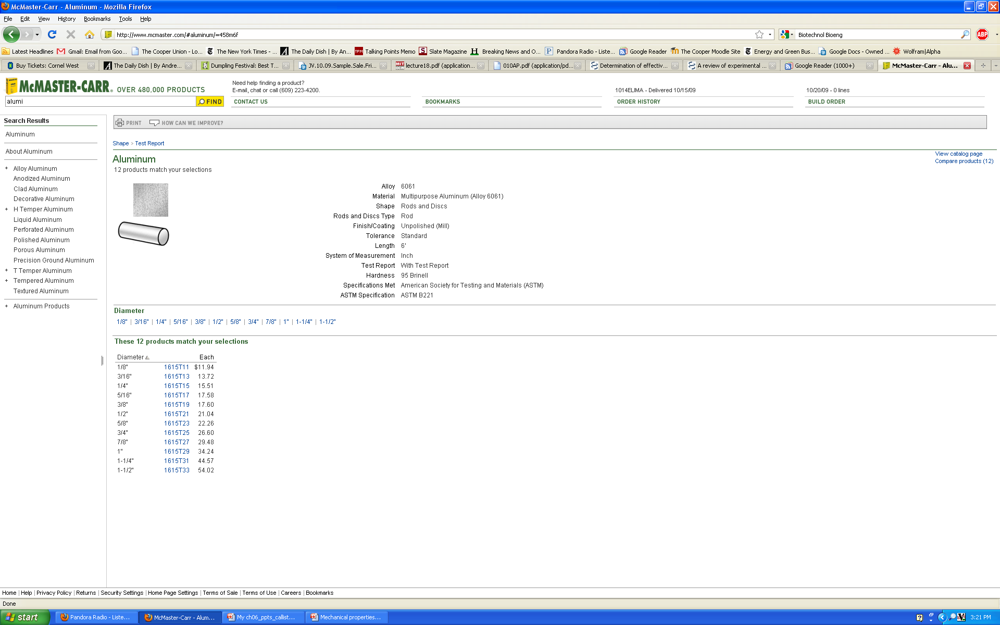 McMaster-Carr - Aluminum - Mozilla Firefox
File Edit View History Bookmarks Tools Help
http://www.mcmaster.com/#aluminum/=458m6f
Biotechnol Bioeng
ABP
Latest Headlines Gmail: Email from Goo... The Cooper Union - Lo... The New York Times - ... The Daily Dish | By An... TPM Talking Points Memo Slate Magazine Breaking News and O... Pandora Radio - Liste... Google Reader The Cooper Moodle Site Energy and Green Bus... Google Docs - Owned ... Wolfram|Alpha
Buy Tickets: Cornel West The Daily Dish | By Andre... Dumpling Festival: Best T... JV.10.09.Sample.Sale.Fri... lecture18.pdf (application... 010AP.pdf (application/pd... Determination of effectiv... A review of experimental ... Google Reader (1000+) McMaster-Carr - Alu...
McMASTER-CARR. OVER 480,000 PRODUCTS
alumi
FIND
Need help finding a product?
E-mail, chat or call (609) 223-4200.
1014ELIMA - Delivered 10/15/09
10/20/09 - 0 lines
CONTACT US
BOOKMARKS
ORDER HISTORY
BUILD ORDER
Search Results
Aluminum
About Aluminum
+ Alloy Aluminum
Anodized Aluminum
Clad Aluminum
Decorative Aluminum
+ H Temper Aluminum
Liquid Aluminum
Perforated Aluminum
Polished Aluminum
Porous Aluminum
Precision Ground Aluminum
+ T Temper Aluminum
+ Tempered Aluminum
Textured Aluminum
+ Aluminum Products
PRINT HOW CAN WE IMPROVE?
Shape > Test Report
Aluminum
12 products match your selections
View catalog page
Compare products (12)
Alloy 6061
Material Multipurpose Aluminum (Alloy 6061)
Shape Rods and Discs
Rods and Discs Type Rod
Finish/Coating Unpolished (Mill)
Tolerance Standard
Length 6'
System of Measurement Inch
Test Report With Test Report
Hardness 95 Brinell
Specifications Met American Society for Testing and Materials (ASTM)
ASTM Specification ASTM B221
Diameter
1/8" | 3/16" | 1/4" | 5/16" | 3/8" | 1/2" | 5/8" | 3/4" | 7/8" | 1" | 1-1/4" | 1-1/2"
These 12 products match your selections
Diameter Each
1/8" 1615T11 $11.94
3/16" 1615T13 13.72
1/4" 1615T15 15.51
5/16" 1615T17 17.58
3/8" 1615T19 17.60
1/2" 1615T21 21.04
5/8" 1615T23 22.26
3/4" 1615T25 26.60
7/8" 1615T27 29.48
1" 1615T29 34.24
1-1/4" 1615T31 44.57
1-1/2" 1615T33 54.02
Home | Help | Privacy Policy | Returns | Security Settings | Home Page Settings | Terms of Sale | Terms of Use | Careers | Bookmarks
Done
start Pandora Radio - Liste... McMaster-Carr - Alum... My ch06_ppts_callist... Mechanical properties... 3:21 PM